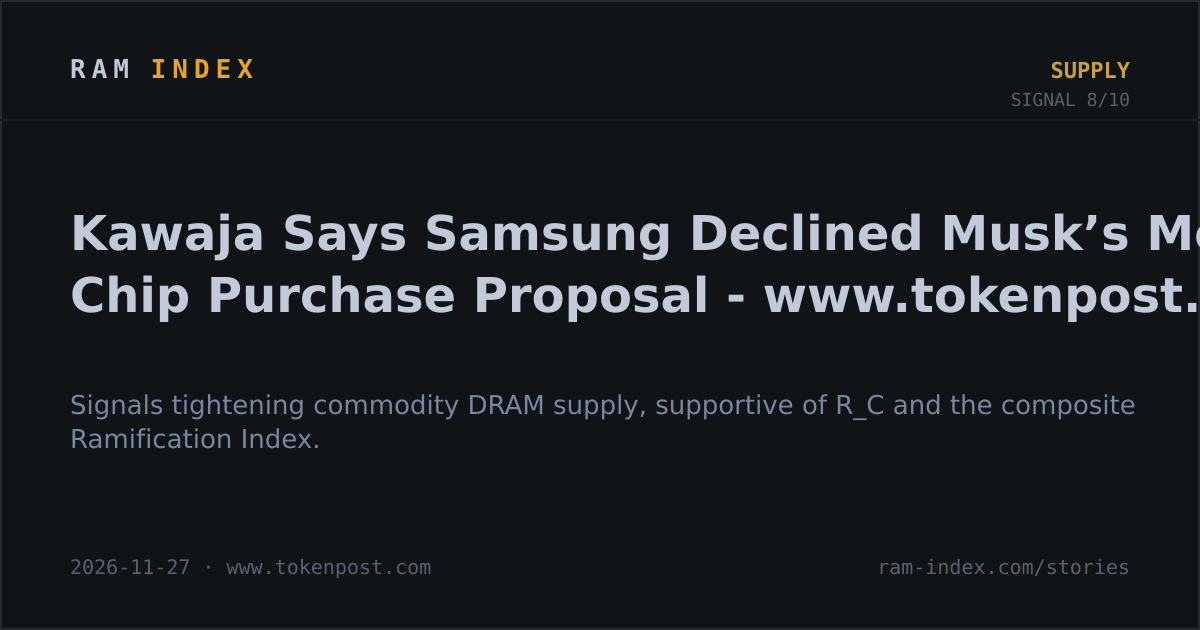 RAM INDEX
SUPPLY
SIGNAL 8/10
Kawaja Says Samsung Declined Musk’s
Chip Purchase Proposal - www.tokenpost.
Signals tightening commodity DRAM supply, supportive of R_C and the composite
Ramification Index.
2026-11-27 · www.tokenpost.com
ram-index.com/stories